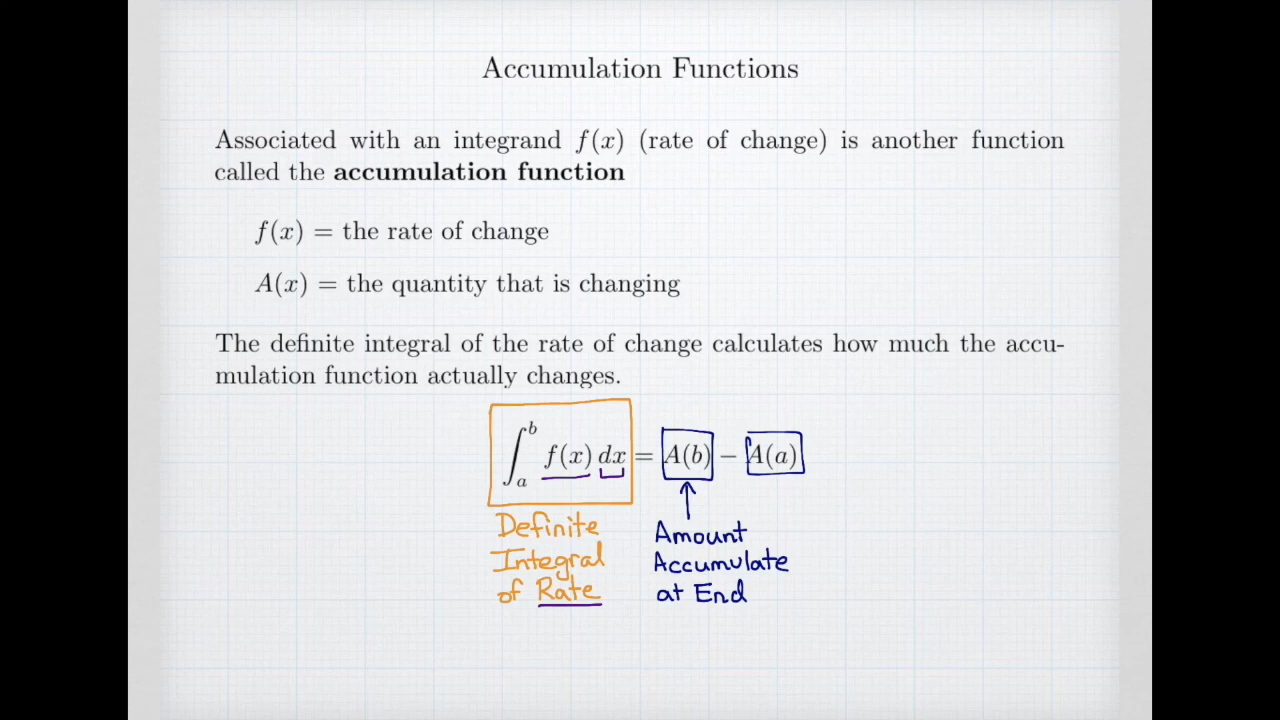 Accumulation Functions
Associated with an integrand f(x) (rate of change) is another function
called the accumulation function
f(x) = the rate of change
A(x) = the quantity that is changing
The definite integral of the rate of change calculates how much the accu-
mulation function actually changes.
∫_a^b f(x) dx = A(b) − A(a)
Definite
Integral
of Rate
Amount
Accumulate
at End